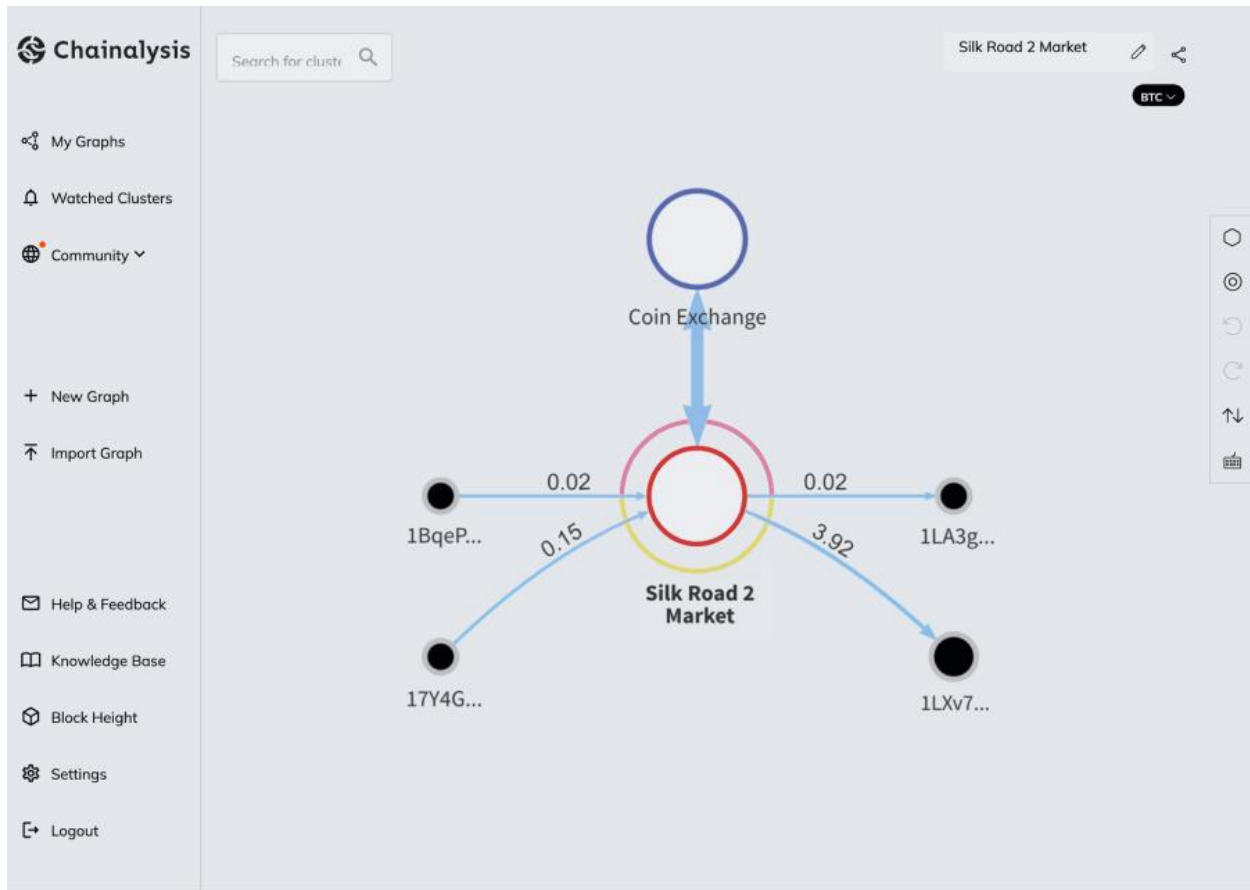 Chainalysis
Search for cluste
Silk Road 2 Market
BTC
My Graphs
Watched Clusters
Community
New Graph
Import Graph
Help & Feedback
Knowledge Base
Block Height
Settings
Logout
Coin Exchange
0.02
0.02
1BqeP...
0.15
3.92
1LA3g...
Silk Road 2
Market
17Y4G...
1LXv7...